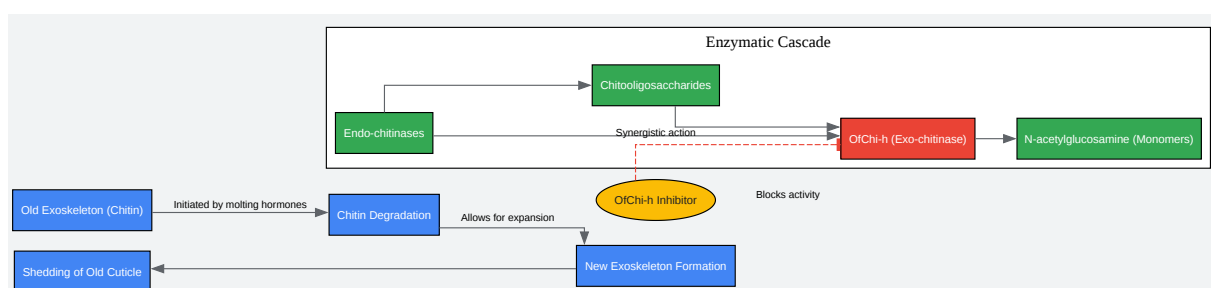 Enzymatic Cascade
Chitooligosaccharides
Endo-chitinases
Synergistic action
OfChi-h (Exo-chitinase)
N-acetylglucosamine (Monomers)
Old Exoskeleton (Chitin)
Initiated by molting hormones
Chitin Degradation
Allows for expansion
OfChi-h Inhibitor
Blocks activity
Shedding of Old Cuticle
New Exoskeleton Formation